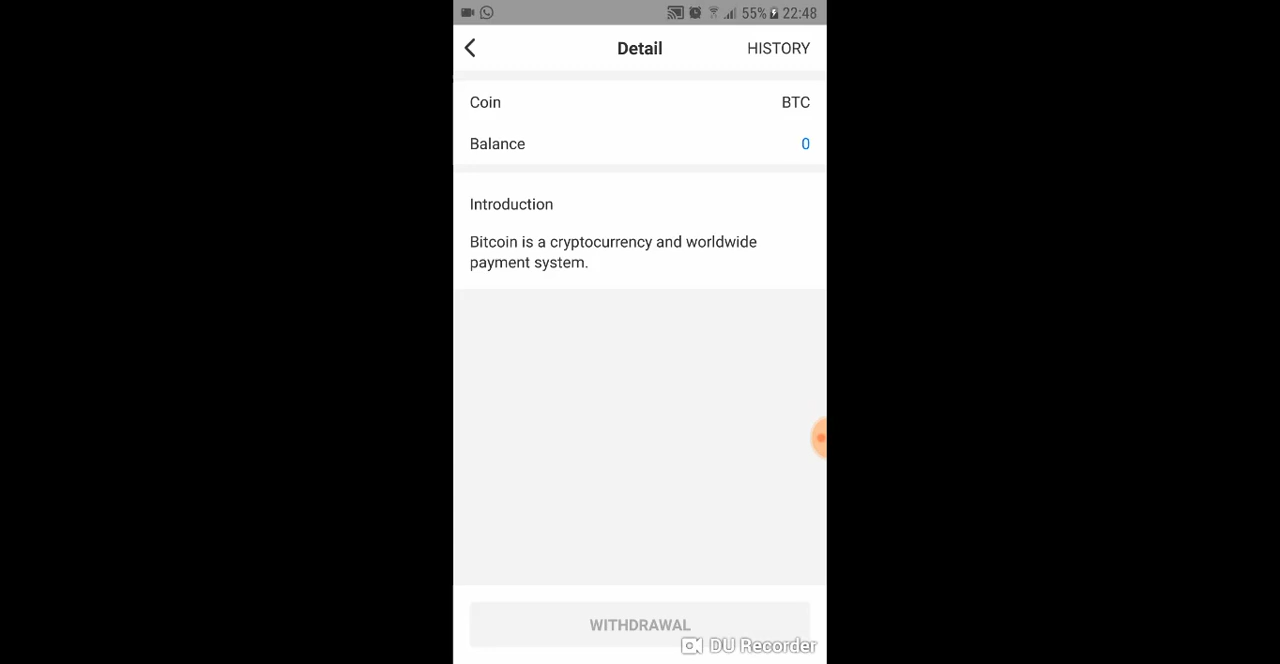 55% 22:48
Detail HISTORY
Coin BTC
Balance 0
Introduction
Bitcoin is a cryptocurrency and worldwide
payment system.
WITHDRAWAL
DU Recorder